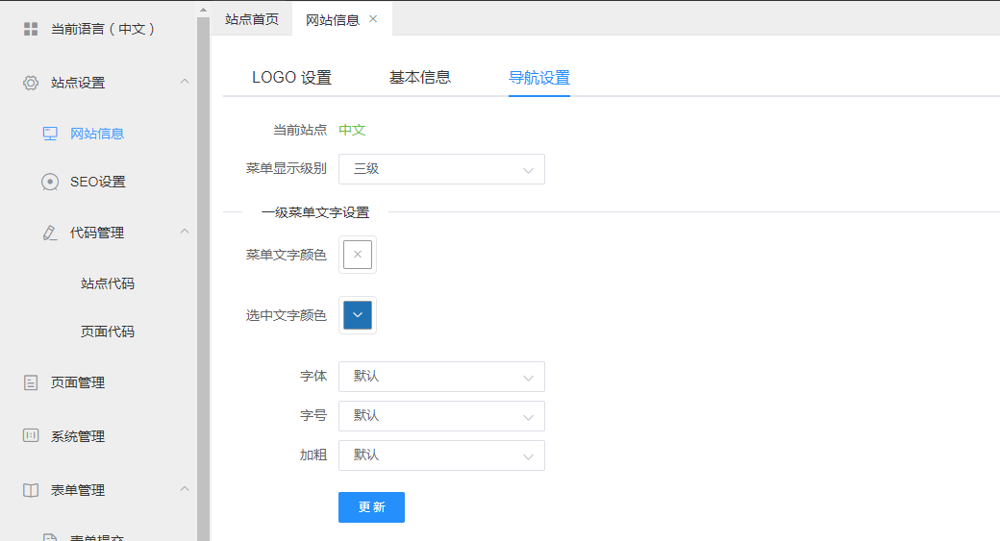 当前语言（中文）
站点设置
网站信息
SEO设置
代码管理
站点代码
页面代码
页面管理
系统管理
表单管理
表单提交
站点首页 网站信息
LOGO 设置 基本信息 导航设置
当前站点 中文
菜单显示级别 三级
一级菜单文字设置
菜单文字颜色
选中文字颜色
字体 默认
字号 默认
加粗 默认
更新